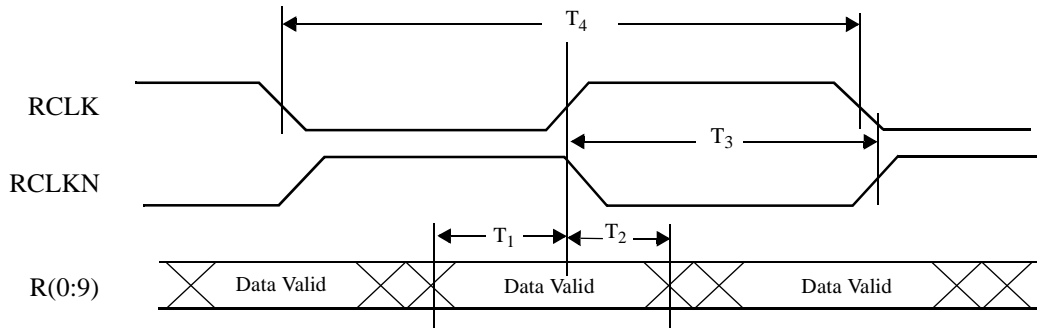 T4
RCLK
T3
RCLKN
T1 T2
R(0:9) Data Valid Data Valid Data Valid